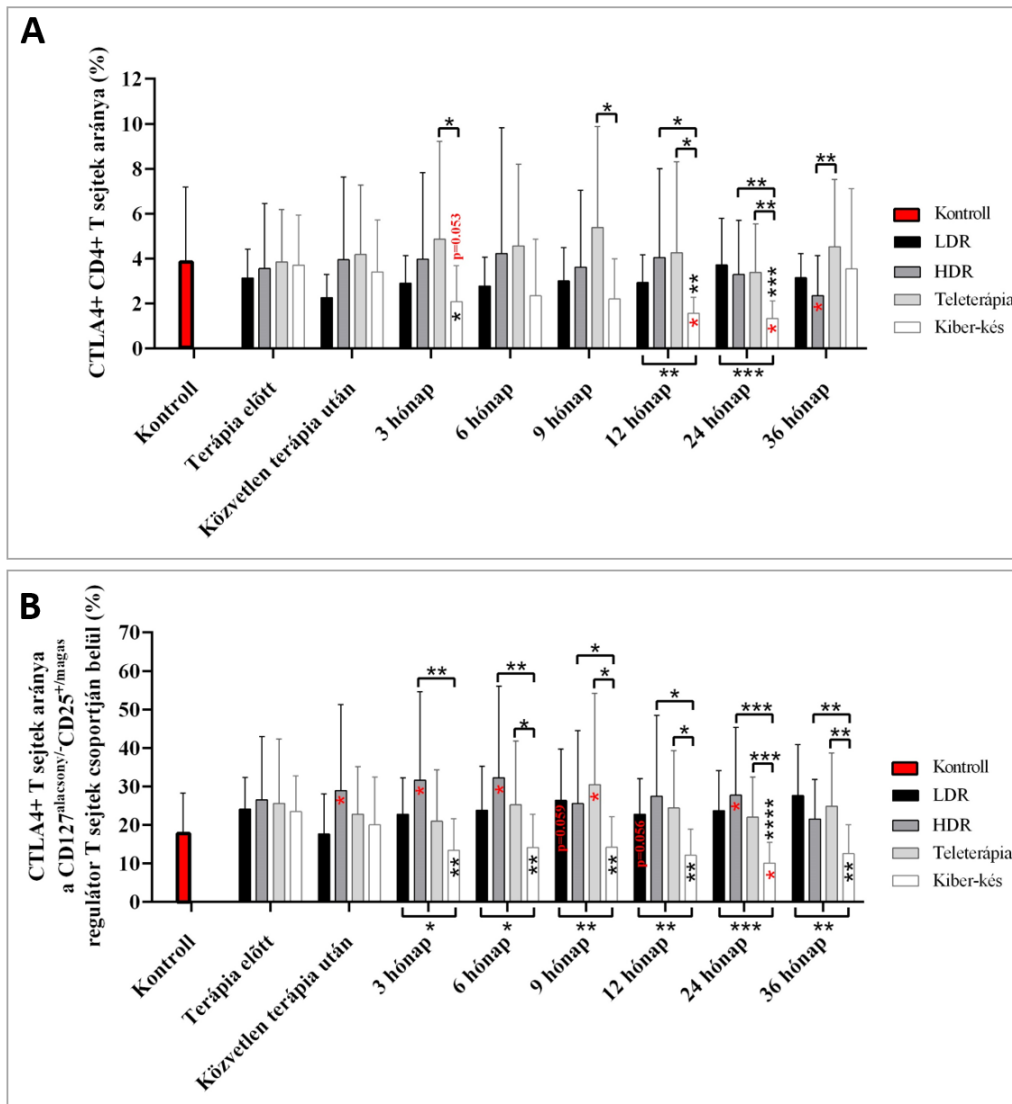 A
CTLA4+ CD4+ T sejtek aránya (%)
12
10
8
6
4
2
0
*
*
*
*
**
**
**
p=0.053
*
**
*
***
*
*
**
***
Kontroll
LDR
HDR
Teleterápia
Kiber-kés
Kontroll
Terápia előtt
Közvetlen terápia után
3 hónap
6 hónap
9 hónap
12 hónap
24 hónap
36 hónap
B
CTLA4+ T sejtek aránya
a CD127alacsony/-CD25+/magas
regulátor T sejtek csoportján belül (%)
70
60
50
40
30
20
10
0
**
**
*
*
*
*
*
***
***
**
**
*
*
**
*
**
p=0.059
*
**
p=0.056
**
*
****
*
**
*
*
**
**
***
**
Kontroll
LDR
HDR
Teleterápia
Kiber-kés
Kontroll
Terápia előtt
Közvetlen terápia után
3 hónap
6 hónap
9 hónap
12 hónap
24 hónap
36 hónap